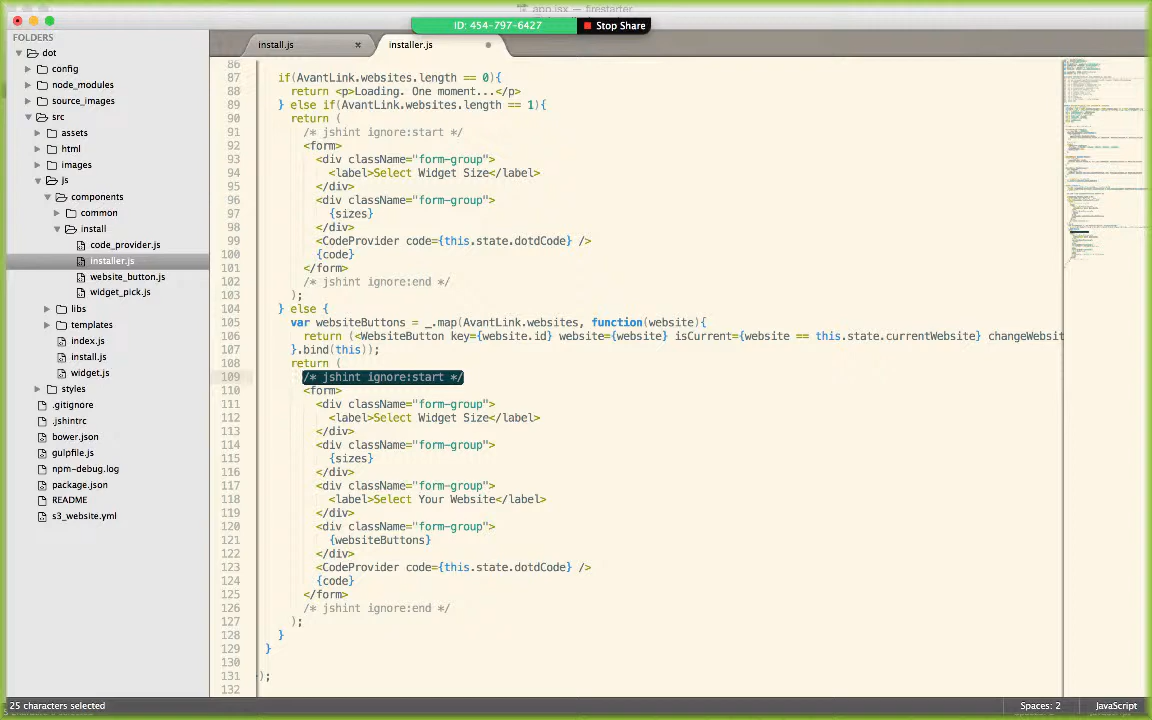 app.jsx — firestarter
ID: 454-797-6427 Stop Share
FOLDERS
dot
config
node_modules
source_images
src
assets
html
images
js
components
common
install
code_provider.js
installer.js
website_button.js
widget_pick.js
libs
templates
index.js
install.js
widget.js
styles
.gitignore
.jshintrc
bower.json
gulpfile.js
npm-debug.log
package.json
README
s3_website.yml
install.js × installer.js
86
87 if(AvantLink.websites.length == 0){
88 return <p>Loading. One moment...</p>
89 } else if(AvantLink.websites.length == 1){
90 return (
91 /* jshint ignore:start */
92 <form>
93 <div className="form-group">
94 <label>Select Widget Size</label>
95 </div>
96 <div className="form-group">
97 {sizes}
98 </div>
99 <CodeProvider code={this.state.dotdCode} />
100 {code}
101 </form>
102 /* jshint ignore:end */
103 );
104 } else {
105 var websiteButtons = _.map(AvantLink.websites, function(website){
106 return (<WebsiteButton key={website.id} website={website} isCurrent={website == this.state.currentWebsite} changeWebsit
107 }.bind(this));
108 return (
109 /* jshint ignore:start */
110 <form>
111 <div className="form-group">
112 <label>Select Widget Size</label>
113 </div>
114 <div className="form-group">
115 {sizes}
116 </div>
117 <div className="form-group">
118 <label>Select Your Website</label>
119 </div>
120 <div className="form-group">
121 {websiteButtons}
122 </div>
123 <CodeProvider code={this.state.dotdCode} />
124 {code}
125 </form>
126 /* jshint ignore:end */
127 );
128 }
129 }
130
131 );
132
25 characters selected Spaces: 2 JavaScript